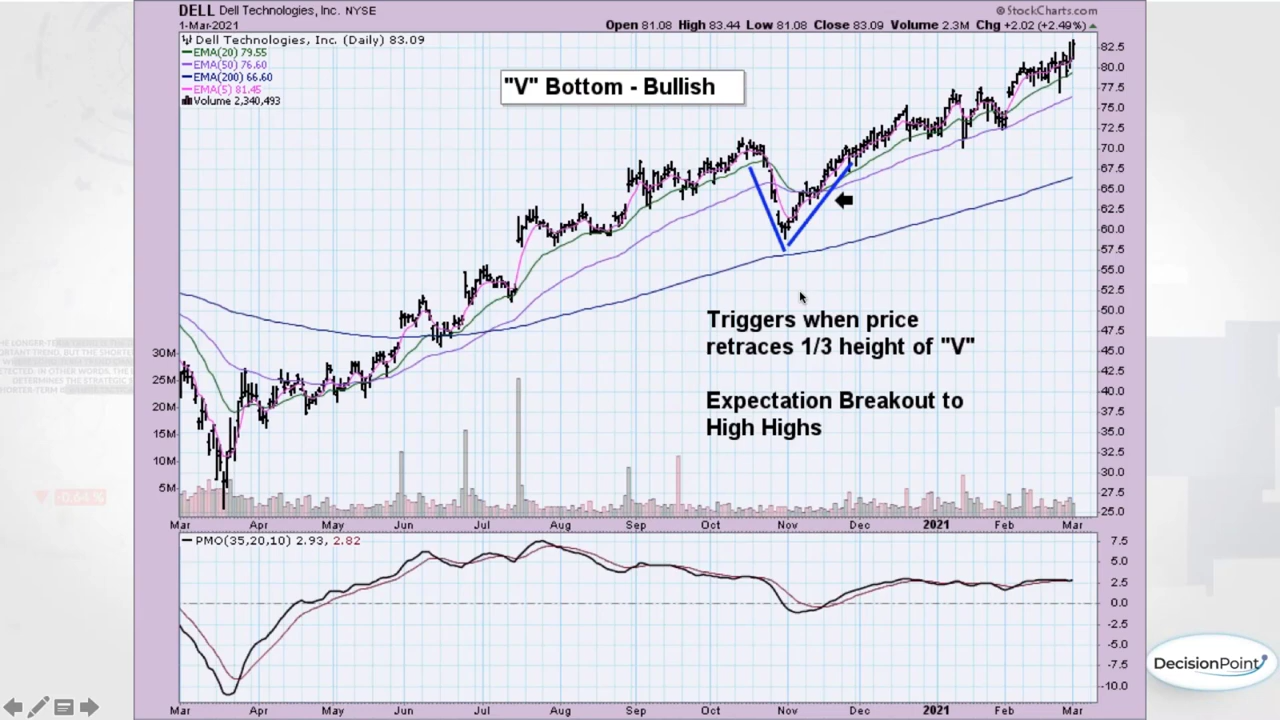 DELL Dell Technologies, Inc. NYSE
© StockCharts.com
1-Mar-2021
Open 81.08 High 83.44 Low 81.08 Close 83.09 Volume 2.3M Chg +2.02 (+2.49%)
Dell Technologies, Inc. (Daily) 83.09
EMA(20) 79.55
EMA(50) 76.60
EMA(200) 66.60
EMA(5) 81.45
Volume 2,340,493
"V" Bottom - Bullish
Triggers when price
retraces 1/3 height of "V"
Expectation Breakout to
High Highs
82.5
80.0
77.5
75.0
72.5
70.0
67.5
65.0
62.5
60.0
57.5
55.0
52.5
50.0
47.5
45.0
42.5
40.0
37.5
35.0
32.5
30.0
27.5
25.0
30M
25M
20M
15M
10M
5M
Mar Apr May Jun Jul Aug Sep Oct Nov Dec 2021 Feb Mar
PMO(35,20,10) 2.93, 2.82
7.5
5.0
2.5
0.0
-2.5
-5.0
-7.5
-10.0
Mar Apr May Jun Jul Aug Sep Oct Nov Dec 2021 Feb Mar
-0.64 %
DecisionPoint